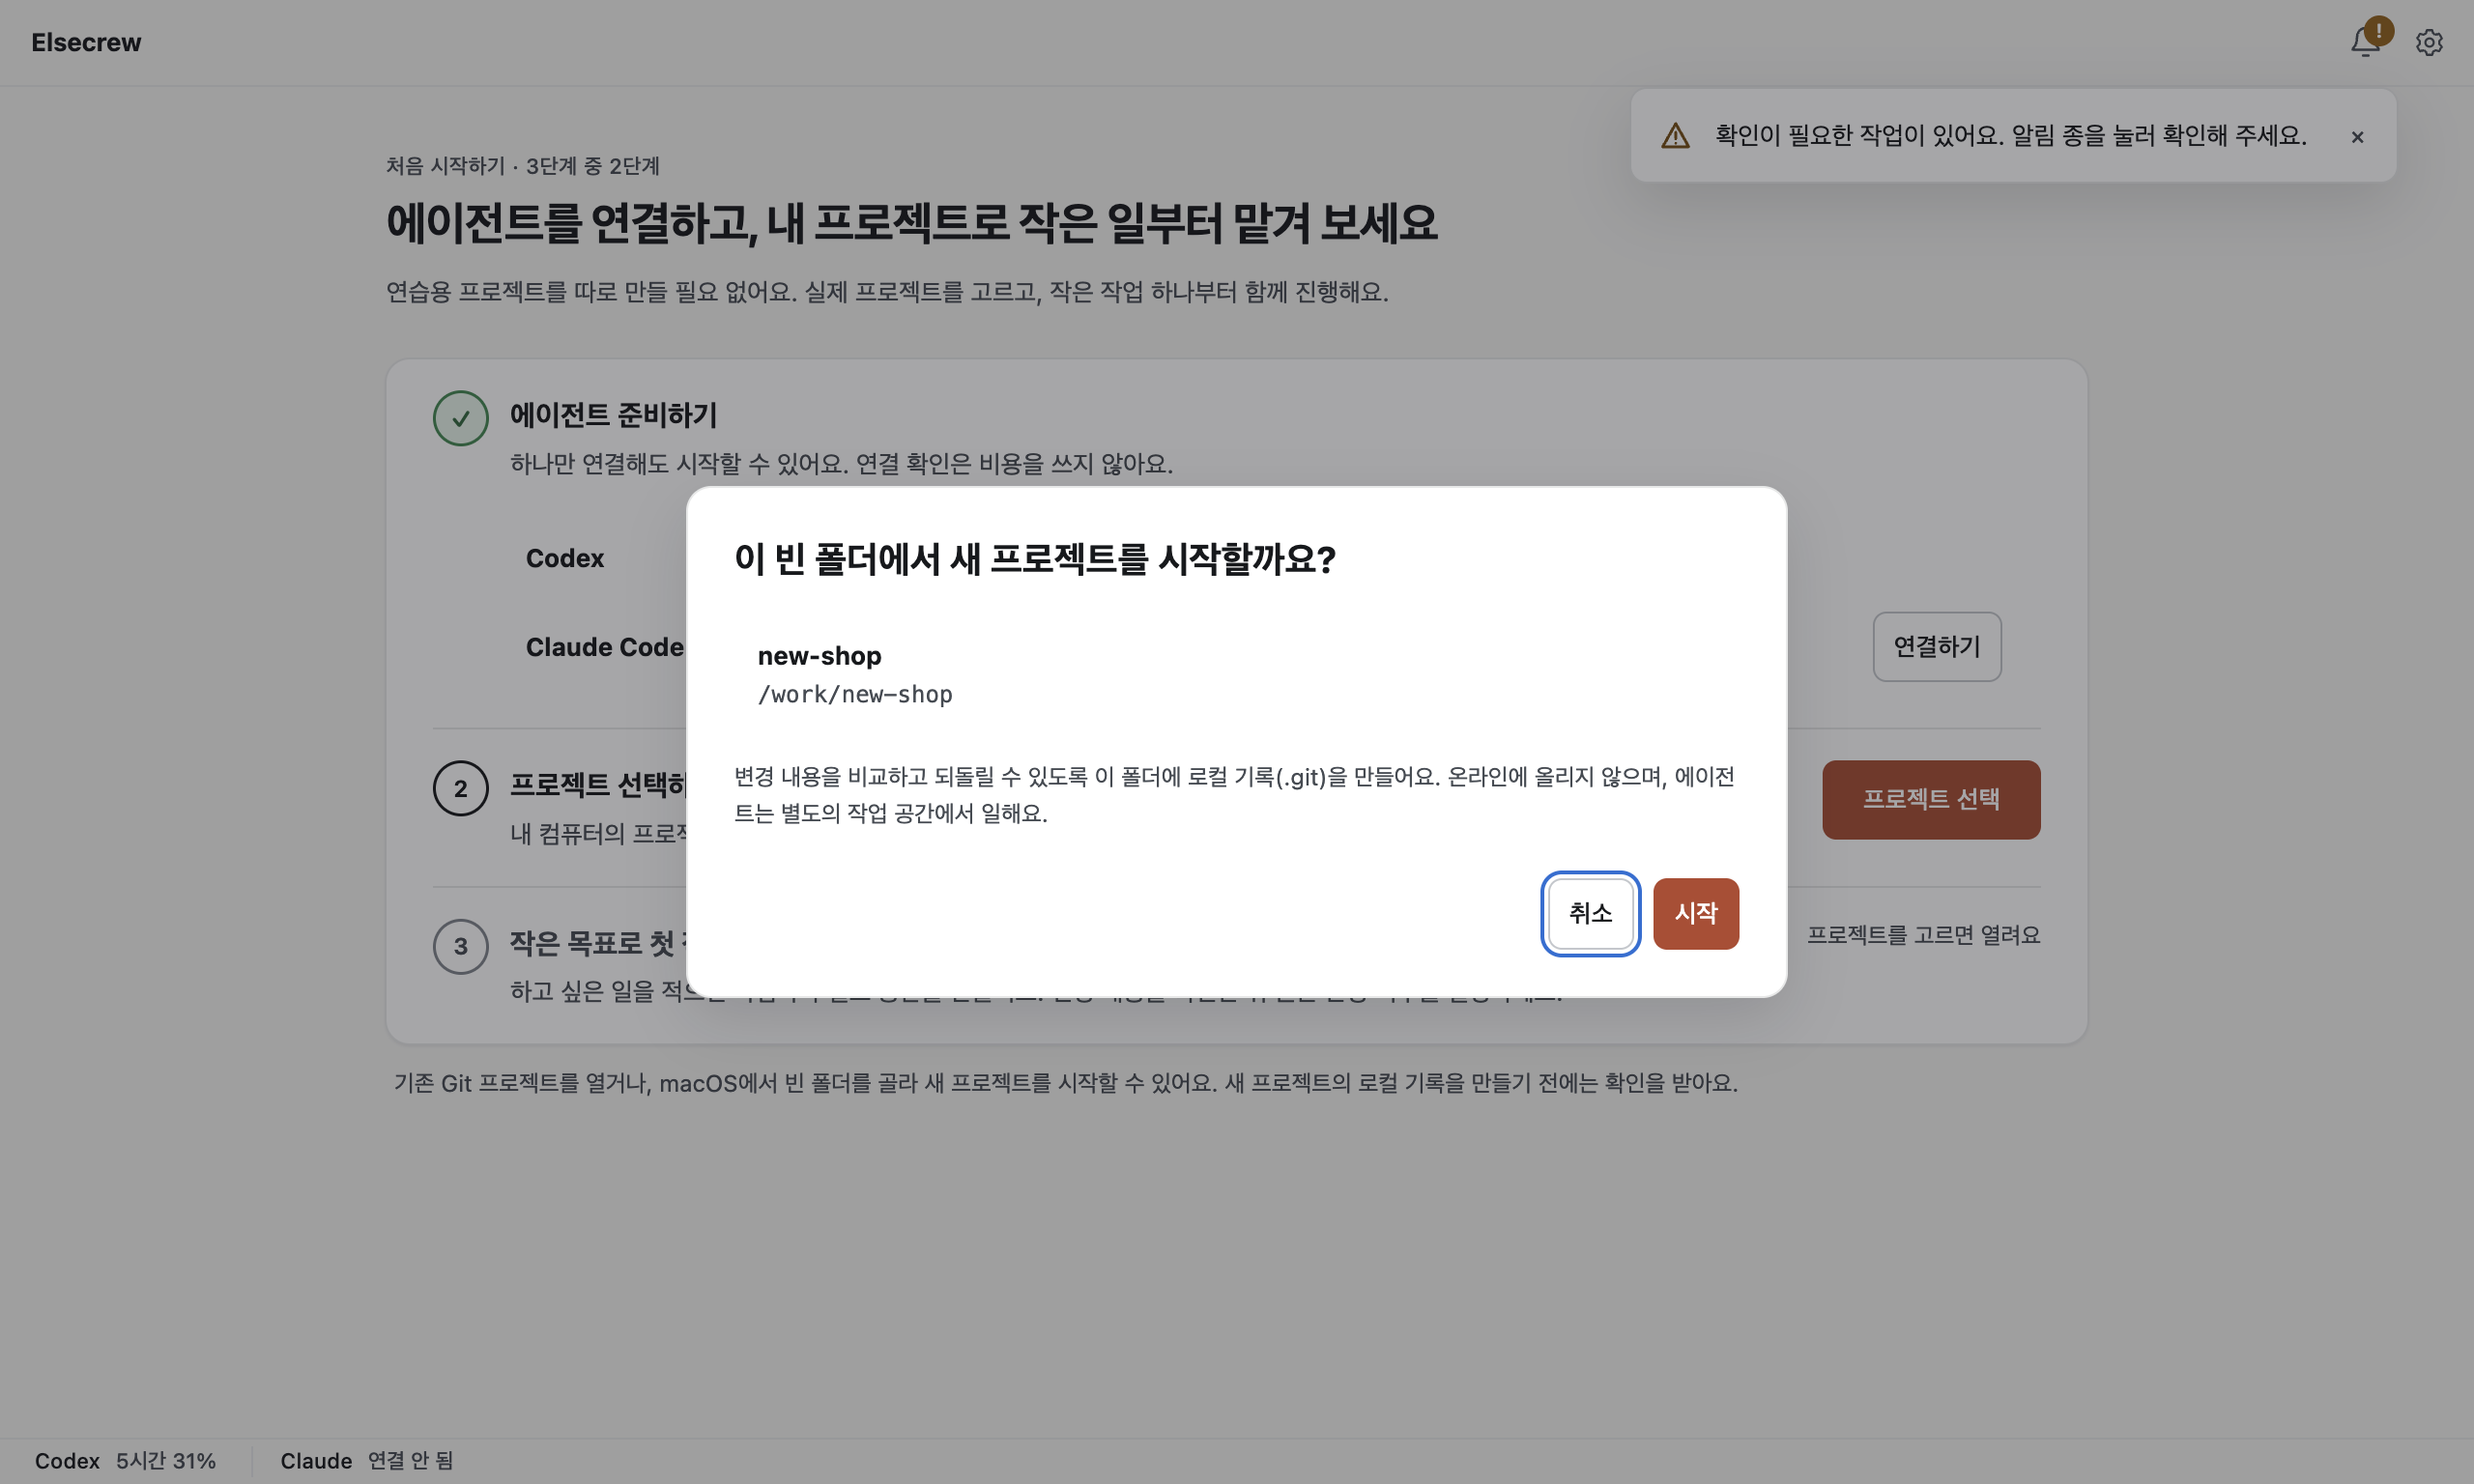 Elsecrew
!
확인이 필요한 작업이 있어요. 알림 종을 눌러 확인해 주세요. ×
처음 시작하기 · 3단계 중 2단계
에이전트를 연결하고, 내 프로젝트로 작은 일부터 맡겨 보세요
연습용 프로젝트를 따로 만들 필요 없어요. 실제 프로젝트를 고르고, 작은 작업 하나부터 함께 진행해요.
에이전트 준비하기
하나만 연결해도 시작할 수 있어요. 연결 확인은 비용을 쓰지 않아요.
Codex
Claude Code
연결하기
2
프로젝트 선택하
내 컴퓨터의
프로젝트 선택
3
작은 목표로 첫
하고 싶은 일을
프로젝트를 고르면 열려요
이 빈 폴더에서 새 프로젝트를 시작할까요?
new-shop
/work/new-shop
변경 내용을 비교하고 되돌릴 수 있도록 이 폴더에 로컬 기록(.git)을 만들어요. 온라인에 올리지 않으며, 에이전
트는 별도의 작업 공간에서 일해요.
취소
시작
기존 Git 프로젝트를 열거나, macOS에서 빈 폴더를 골라 새 프로젝트를 시작할 수 있어요. 새 프로젝트의 로컬 기록을 만들기 전에는 확인을 받아요.
Codex 5시간 31%
Claude 연결 안 됨